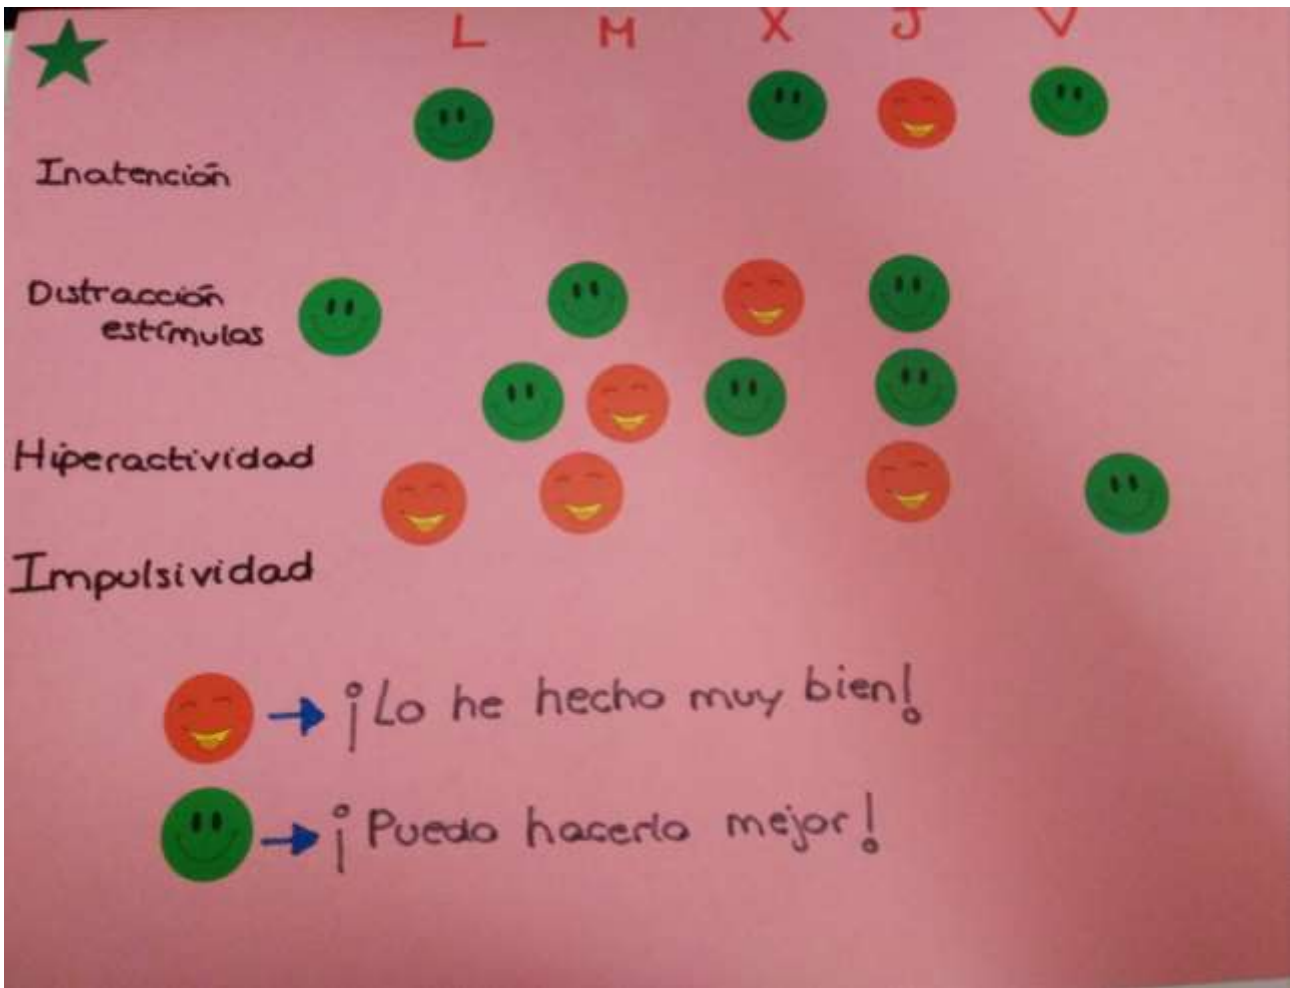 L M X J V
Inatención
Distracción
estímulos
Hiperactividad
Impulsividad
¡Lo he hecho muy bien!
¡Puedo hacerlo mejor!